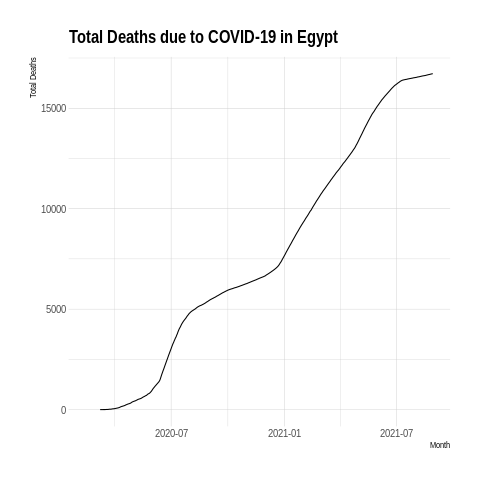 Total Deaths due to COVID-19 in Egypt
Total Deaths
15000
10000
5000
0
2020-07
2021-01
2021-07
Month